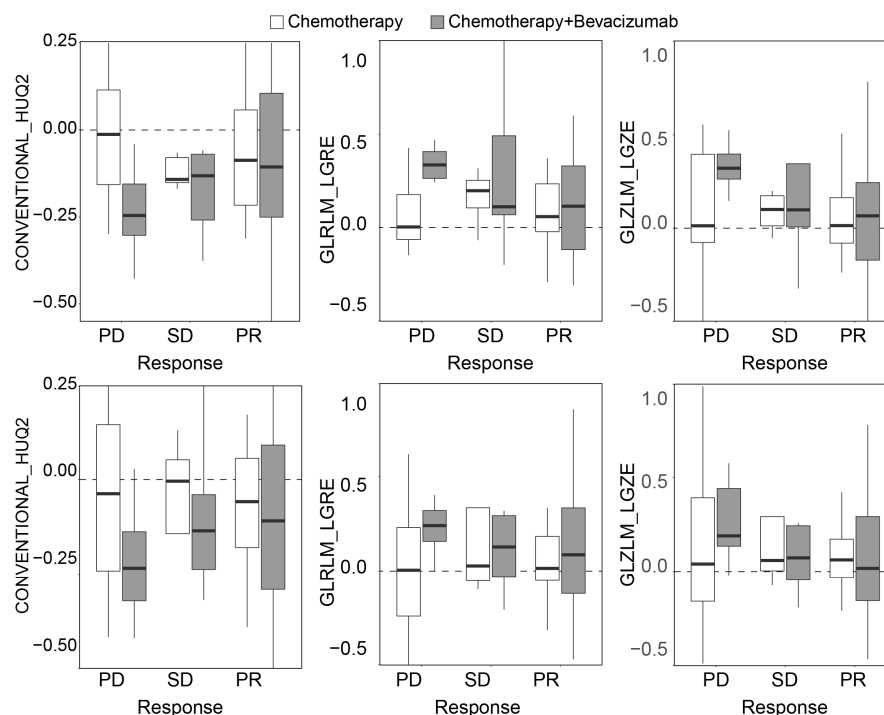 Chemotherapy Chemotherapy+Bevacizumab
CONVENTIONAL_HUQ2
0.25
0.00
−0.25
−0.50
PD SD PR
Response
GLRLM_LGRE
1.0
0.5
0.0
−0.5
PD SD PR
Response
GLZLM_LGZE
1.0
0.5
0.0
−0.5
PD SD PR
Response
CONVENTIONAL_HUQ2
0.25
0.00
−0.25
−0.50
PD SD PR
Response
GLRLM_LGRE
1.0
0.5
0.0
−0.5
PD SD PR
Response
GLZLM_LGZE
1.0
0.5
0.0
−0.5
PD SD PR
Response